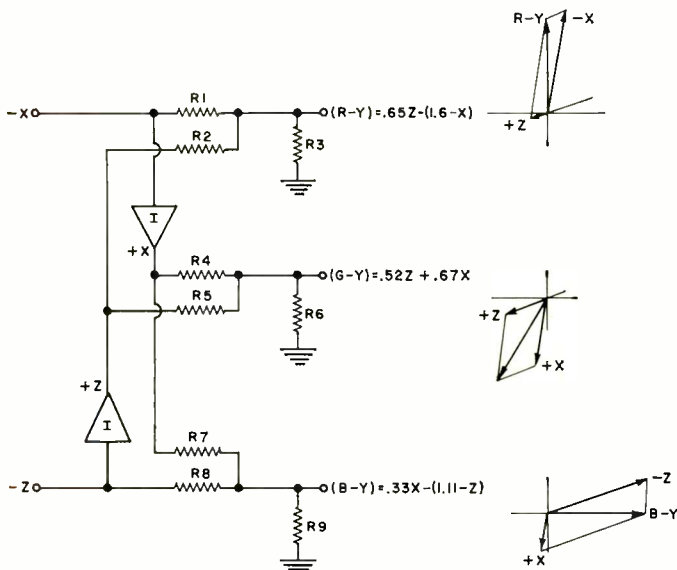 R-Y
-X
R1
-X
(R-Y)=.65Z-(1.6-X)
R2
R3
+Z
I
+X
R4
(G-Y)=.52Z+.67X
R5
R6
+Z
+X
+Z
I
R7
-Z
R8
-Z
(B-Y)=.33X-(1.11-Z)
B-Y
R9
+X